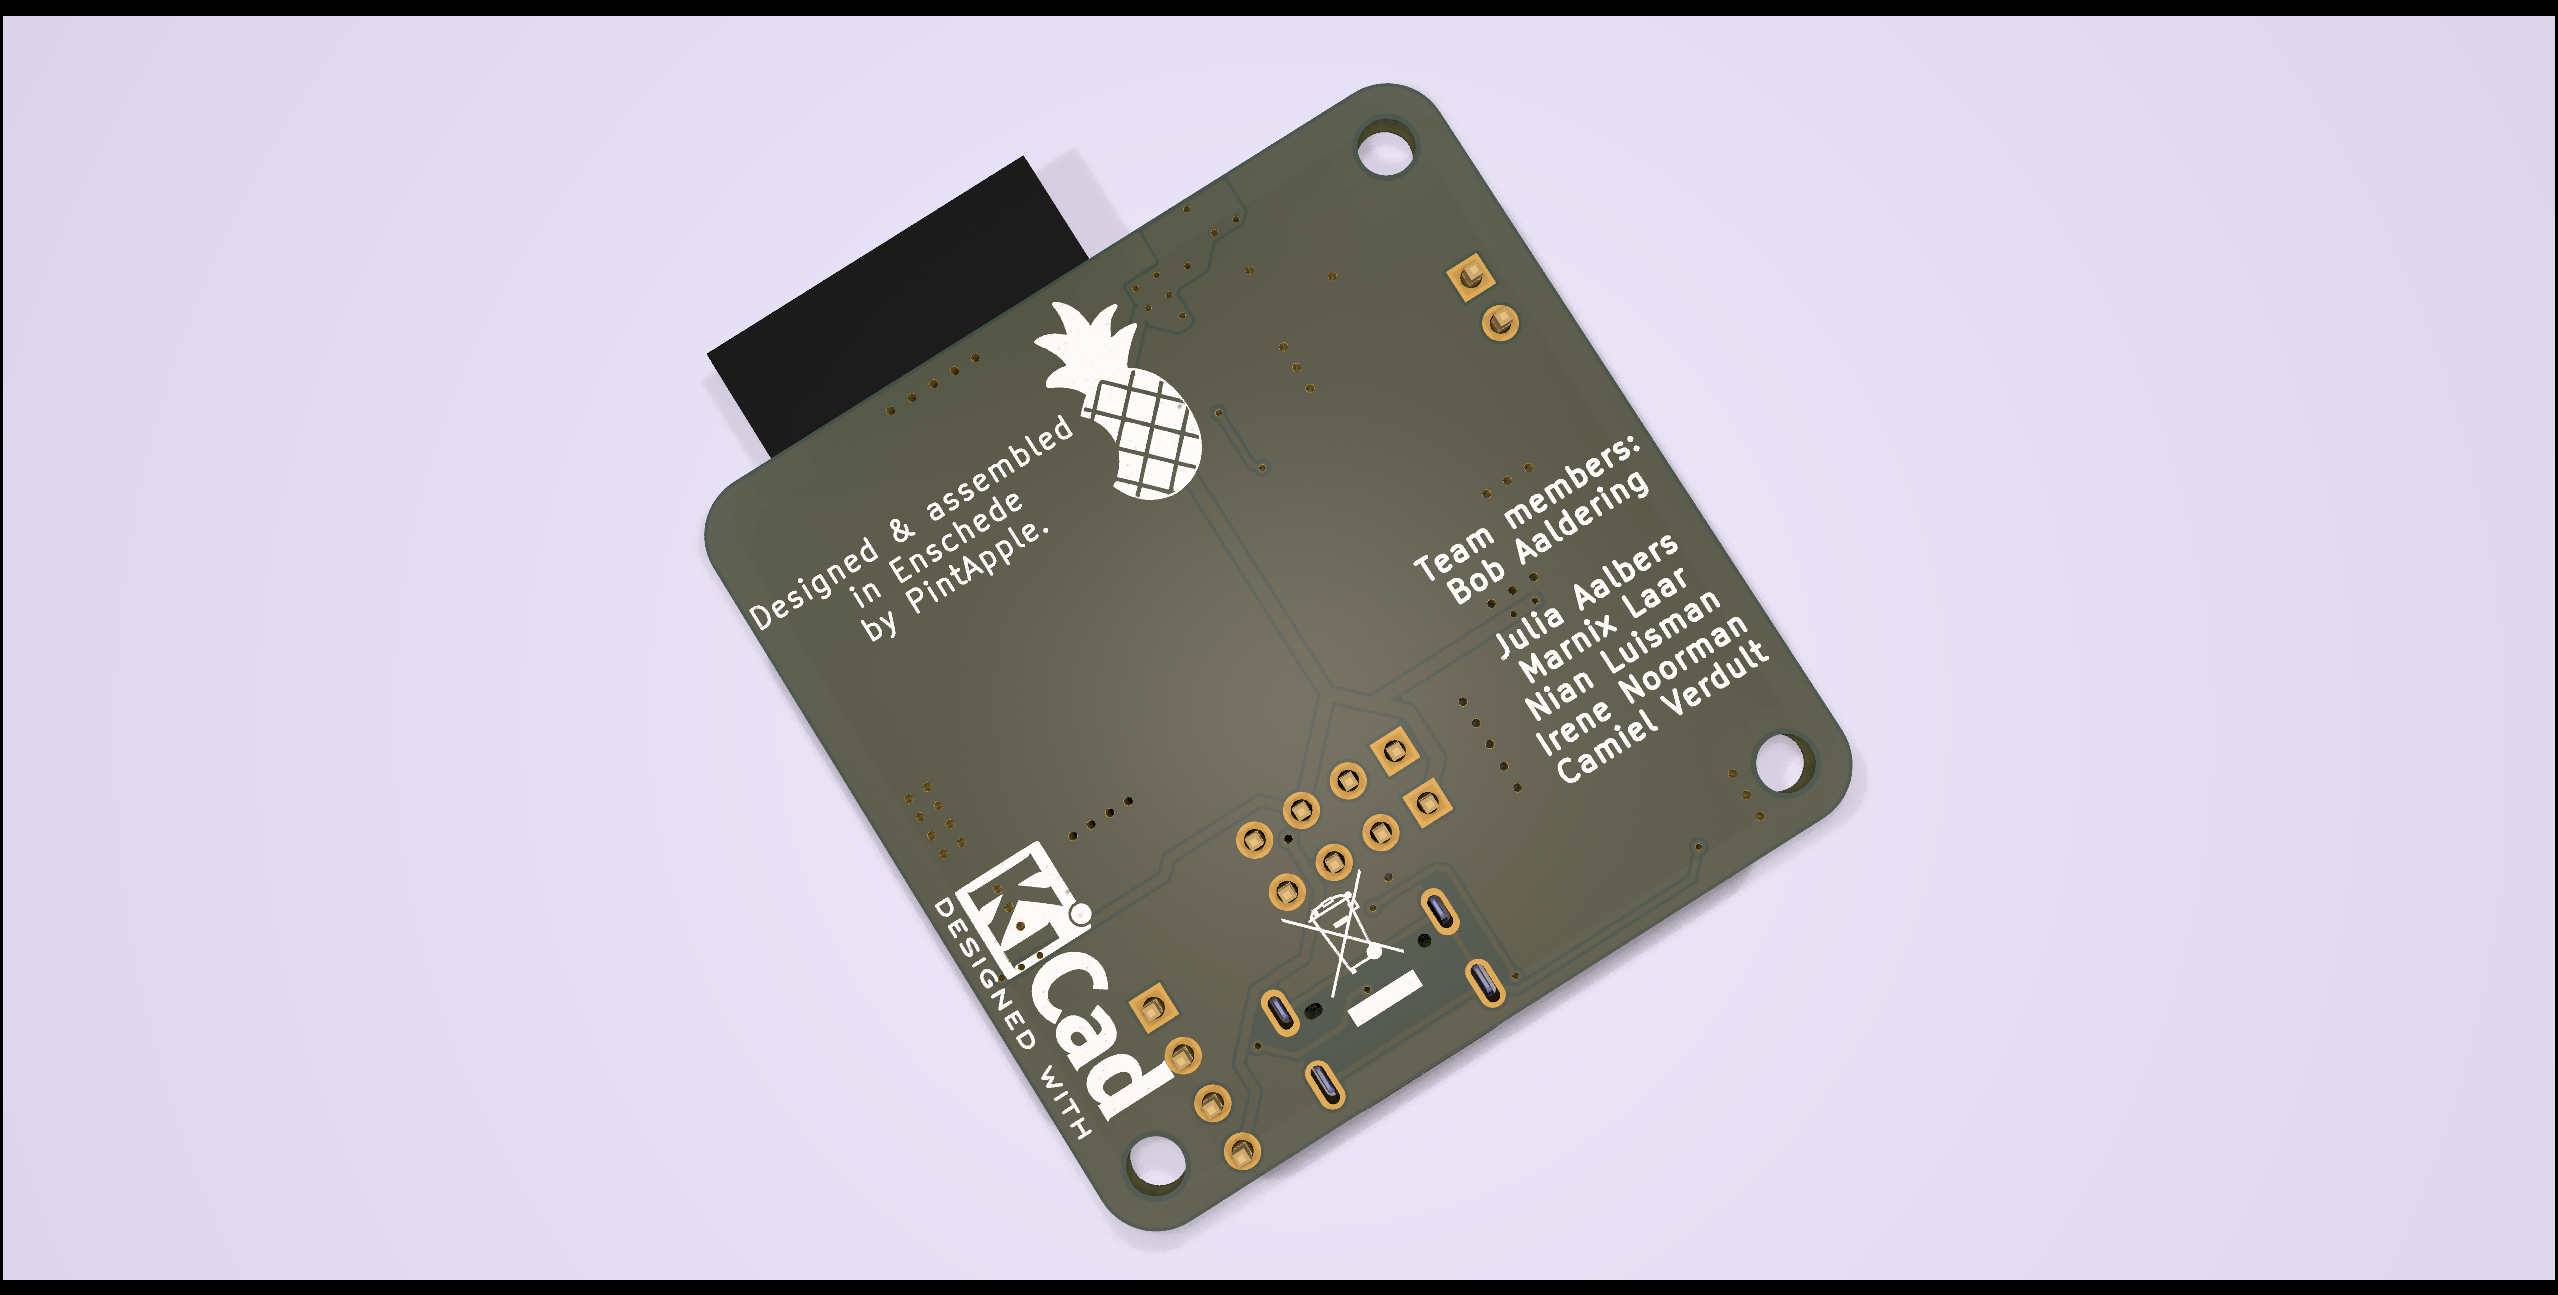 Designed & assembled
in Enschede
by PintApple.
Team members:
Bob Aaldering
Julia Aalbers
Marnix Laar
Nian Luisman
Irene Noorman
Camiel Verdult
KiCad
DESIGNED WITH